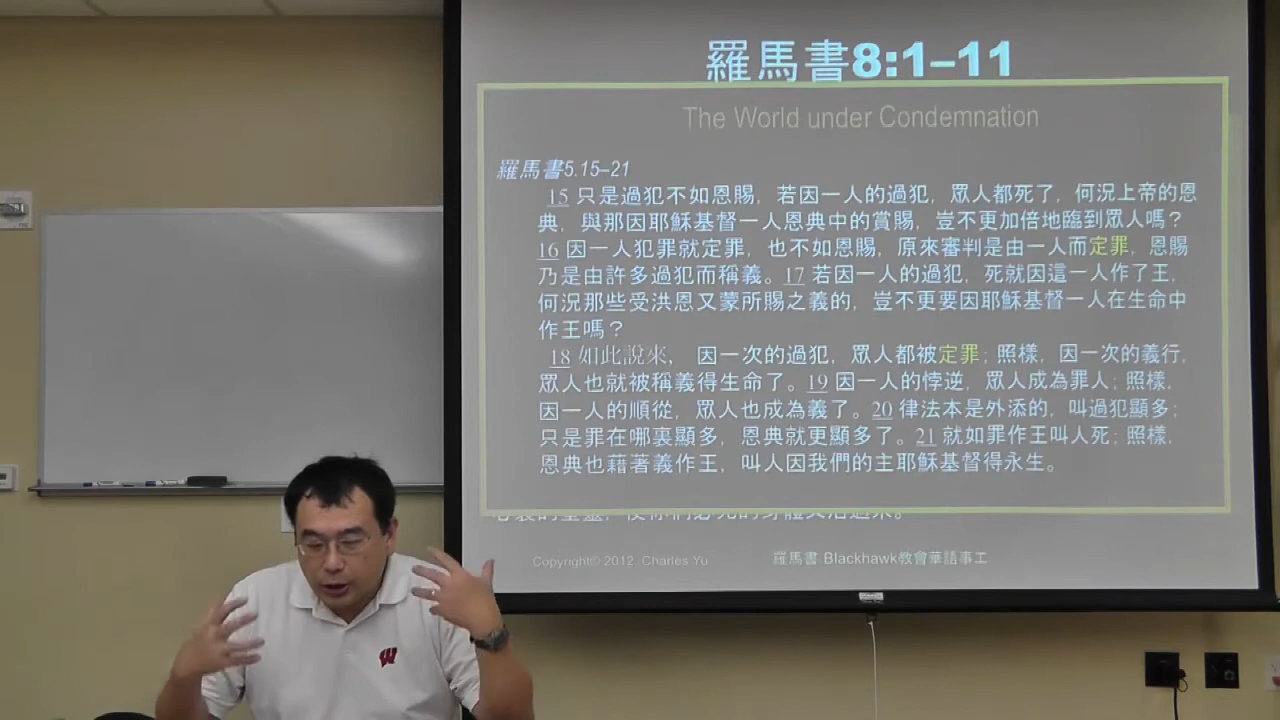 羅馬書8:1–11
The World under Condemnation
羅馬書5.15–21
15 只是過犯不如恩賜，若因一人的過犯，眾人都死了，何況上帝的恩
典，與那因耶穌基督一人恩典中的賞賜，豈不更加倍地臨到眾人嗎？
16 因一人犯罪就定罪，也不如恩賜，原來審判是由一人而定罪，恩賜
乃是由許多過犯而稱義。17 若因一人的過犯，死就因這一人作了王，
何況那些受洪恩又蒙所賜之義的，豈不更要因耶穌基督一人在生命中
作王嗎？
18 如此說來，因一次的過犯，眾人都被定罪；照樣，因一次的義行，
眾人也就被稱義得生命了。19 因一人的悖逆，眾人成為罪人；照樣，
因一人的順從，眾人也成為義了。20 律法本是外添的，叫過犯顯多；
只是罪在哪裏顯多，恩典就更顯多了。21 就如罪作王叫人死；照樣，
恩典也藉著義作王，叫人因我們的主耶穌基督得永生。
Copyright© 2012 Charles Yu
羅馬書 Blackhawk教會華語事工
W